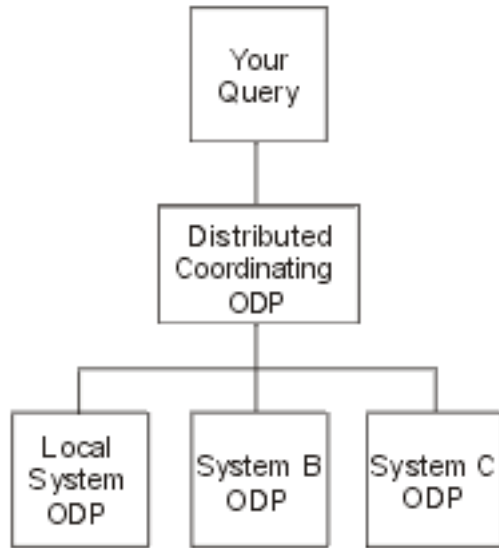 Your
Query
Distributed
Coordinating
ODP
Local
System
ODP
System B
ODP
System C
ODP